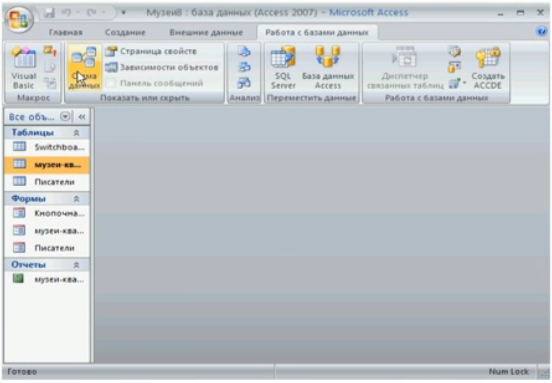 Музей8 : база данных (Access 2007) - Microsoft Access
Главная Создание Внешние данные Работа с базами данных
Visual Basic
Схема данных
Страница свойств
Зависимости объектов
Панель сообщений
SQL Server
База данных Access
Диспетчер связанных таблиц
Создать ACCDE
Макрос Показать или скрыть Анализ Переместить данные Работа с базами данных
Все объ...
Таблицы
Switchboa...
музеи-кв...
Писатели
Формы
Кнопочна...
музеи-ква...
Писатели
Отчеты
музеи-ква...
Готово Num Lock